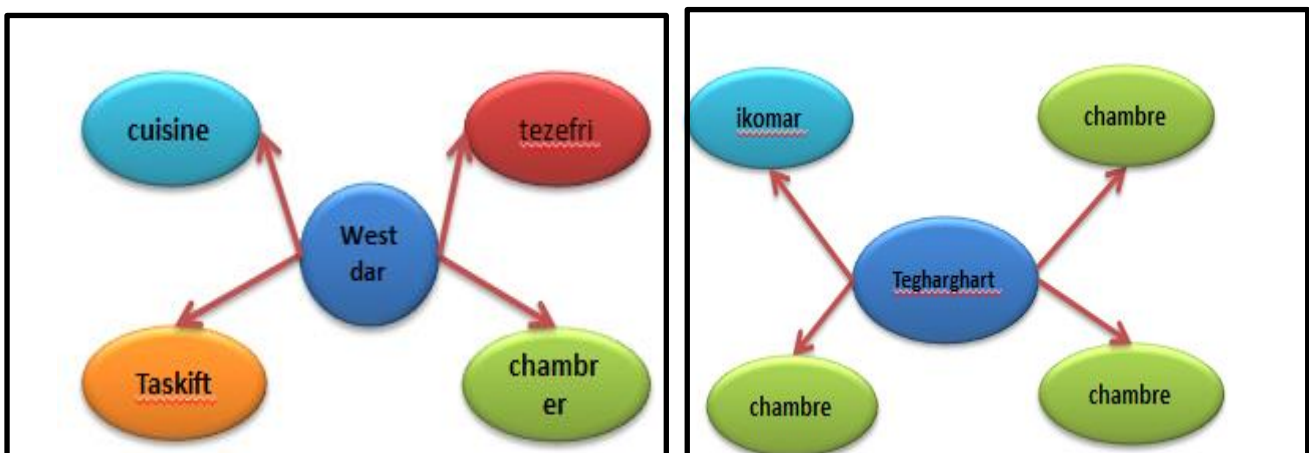 cuisine
tezefri
West
dar
Taskift
chambr
er
ikomar
chambre
Tegharghart
chambre
chambre